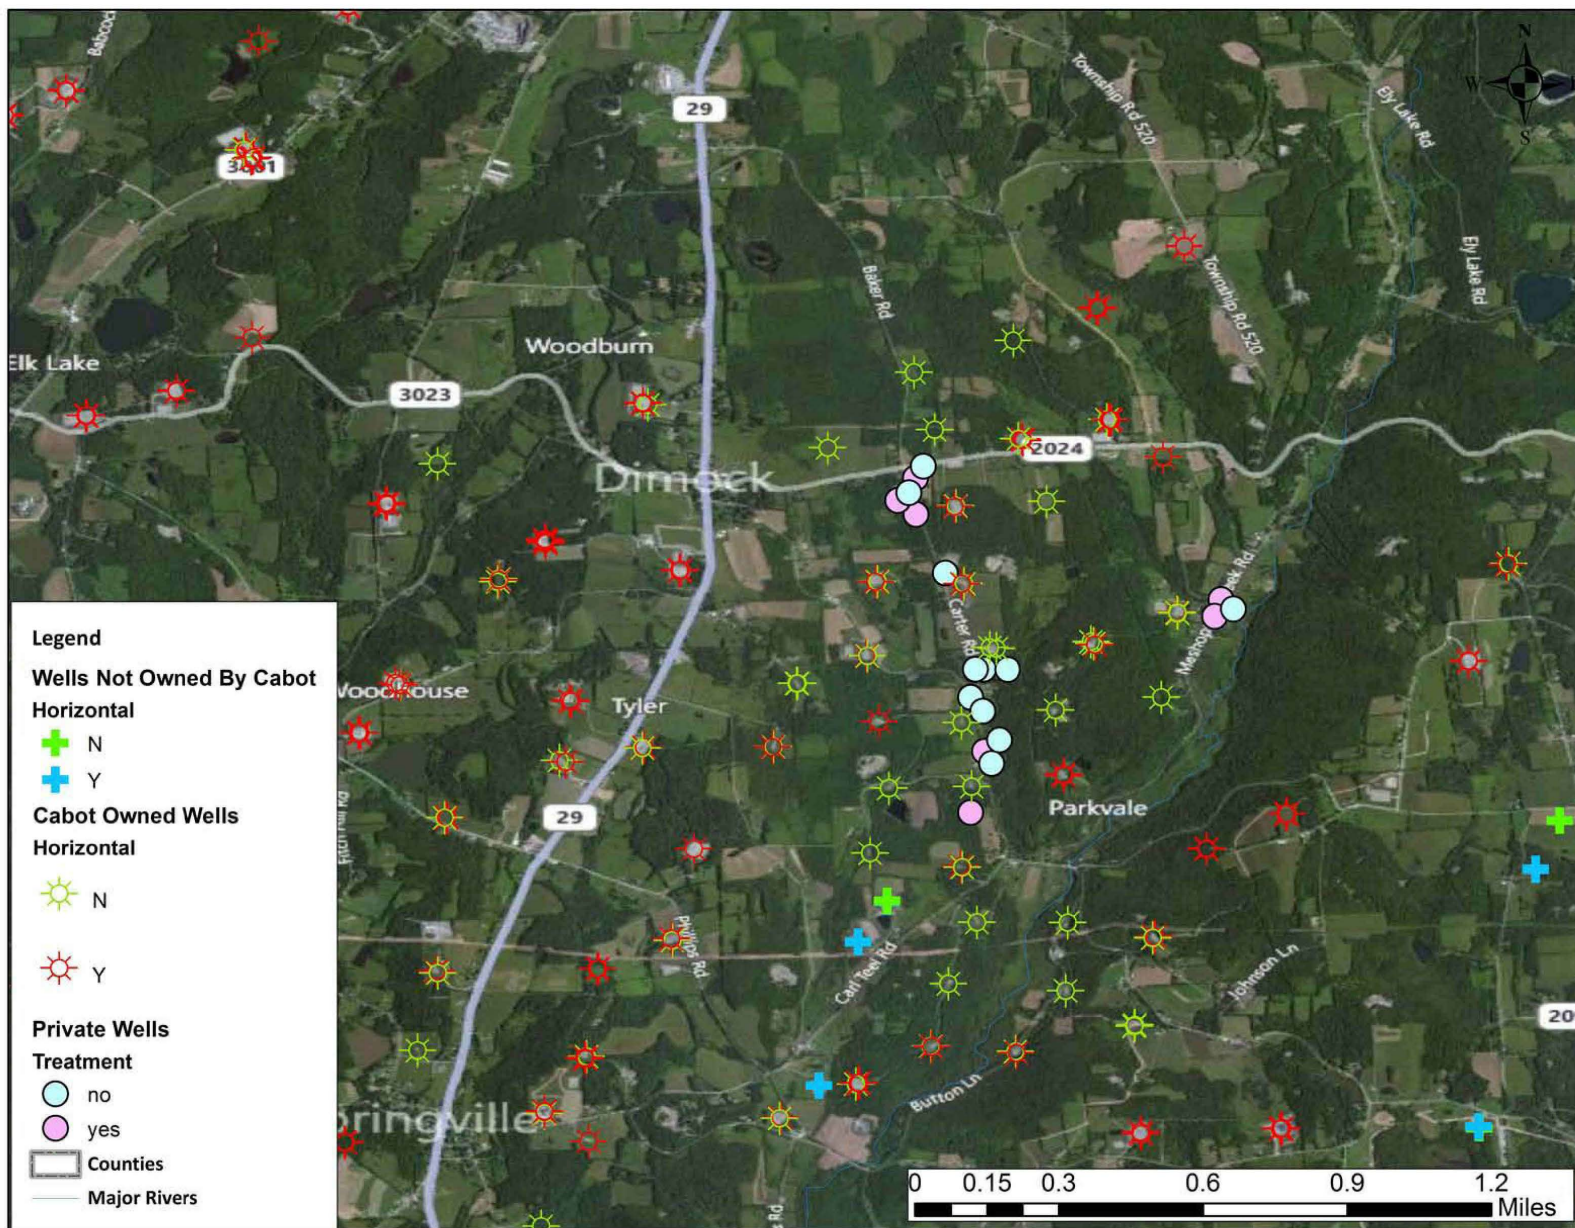 Babcock
N
W
S
29
Township Rd 520
Ely Lake Rd
Baker Rd
Township Rd 520
Ely Lake Rd
Woodburn
Elk Lake
3023
2024
Dimock
Carter Rd
Tyler
Parkvale
29
Phillips Rd
Carl Teel Rd
Johnson Ln
Button Ln
Legend
Wells Not Owned By Cabot
Horizontal
N
Y
Cabot Owned Wells
Horizontal
N
Y
Private Wells
Treatment
no
yes
Counties
Major Rivers
0 0.15 0.3 0.6 0.9 1.2
Miles